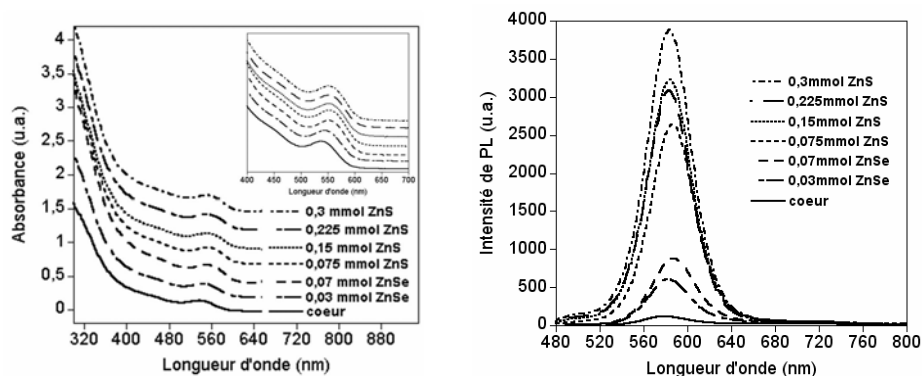 Absorbance (u.a.)
4
3,5
3
2,5
2
1,5
1
0,5
0
320 400 480 560 640 720 800 880
Longueur d'onde (nm)
400 450 500 550 600 650 700
Longueur d'onde (nm)
0,3 mmol ZnS
0,225 mmol ZnS
0,15 mmol ZnS
0,075 mmol ZnS
0,07 mmol ZnSe
0,03 mmol ZnSe
coeur
Intensité de PL (u.a.)
4000
3500
3000
2500
2000
1500
1000
500
0
480 520 560 600 640 680 720 760 800
Longueur d'onde (nm)
0,3mmol ZnS
0,225mmol ZnS
0,15mmol ZnS
0,075mmol ZnS
0,07mmol ZnSe
0,03mmol ZnSe
coeur